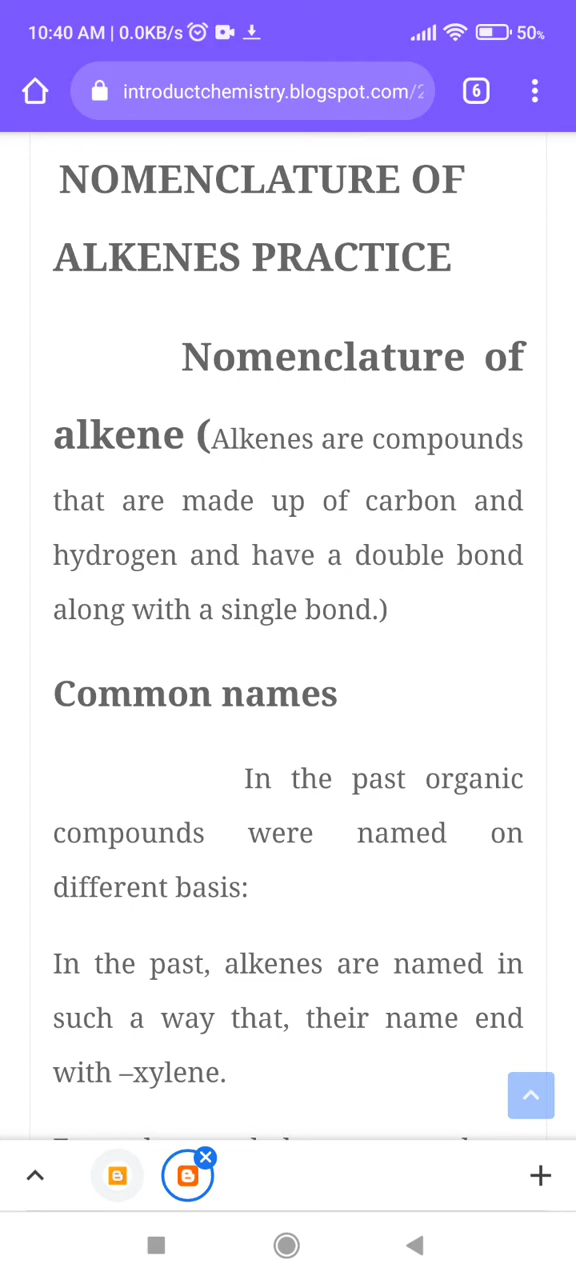 10:40 AM | 0.0KB/s
50%
introductchemistry.blogspot.com/2
6
NOMENCLATURE OF
ALKENES PRACTICE
Nomenclature of
alkene (Alkenes are compounds
that are made up of carbon and
hydrogen and have a double bond
along with a single bond.)
Common names
In the past organic
compounds were named on
different basis:
In the past, alkenes are named in
such a way that, their name end
with –xylene.